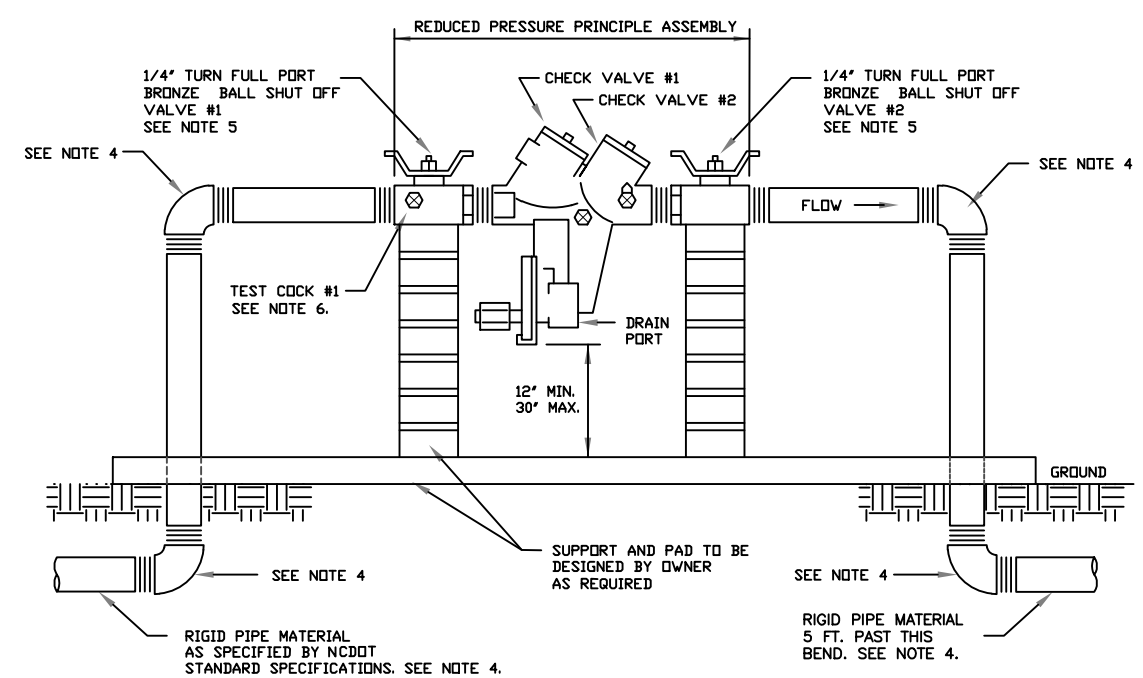 REDUCED PRESSURE PRINCIPLE ASSEMBLY
1/4" TURN FULL PORT
BRONZE BALL SHUT OFF
VALVE #1
SEE NOTE 5
CHECK VALVE #1
CHECK VALVE #2
1/4" TURN FULL PORT
BRONZE BALL SHUT OFF
VALVE #2
SEE NOTE 5
SEE NOTE 4
SEE NOTE 4
FLOW
TEST COCK #1
SEE NOTE 6.
DRAIN
PORT
12" MIN.
30" MAX.
GROUND
SUPPORT AND PAD TO BE
DESIGNED BY OWNER
AS REQUIRED
SEE NOTE 4
SEE NOTE 4
RIGID PIPE MATERIAL
AS SPECIFIED BY NCDOT
STANDARD SPECIFICATIONS. SEE NOTE 4.
RIGID PIPE MATERIAL
5 FT. PAST THIS
BEND. SEE NOTE 4.